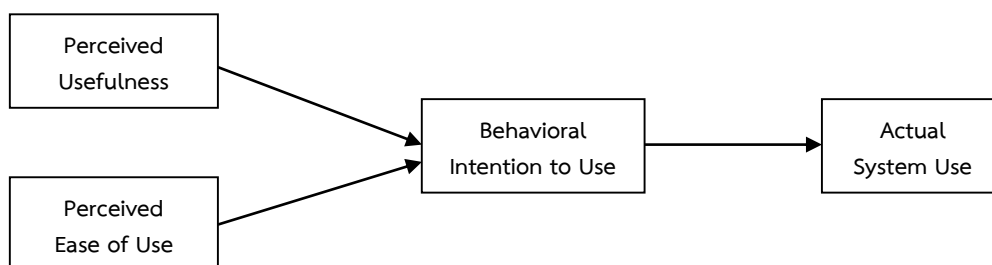 Perceived
Usefulness
Perceived
Ease of Use
Behavioral
Intention to Use
Actual
System Use